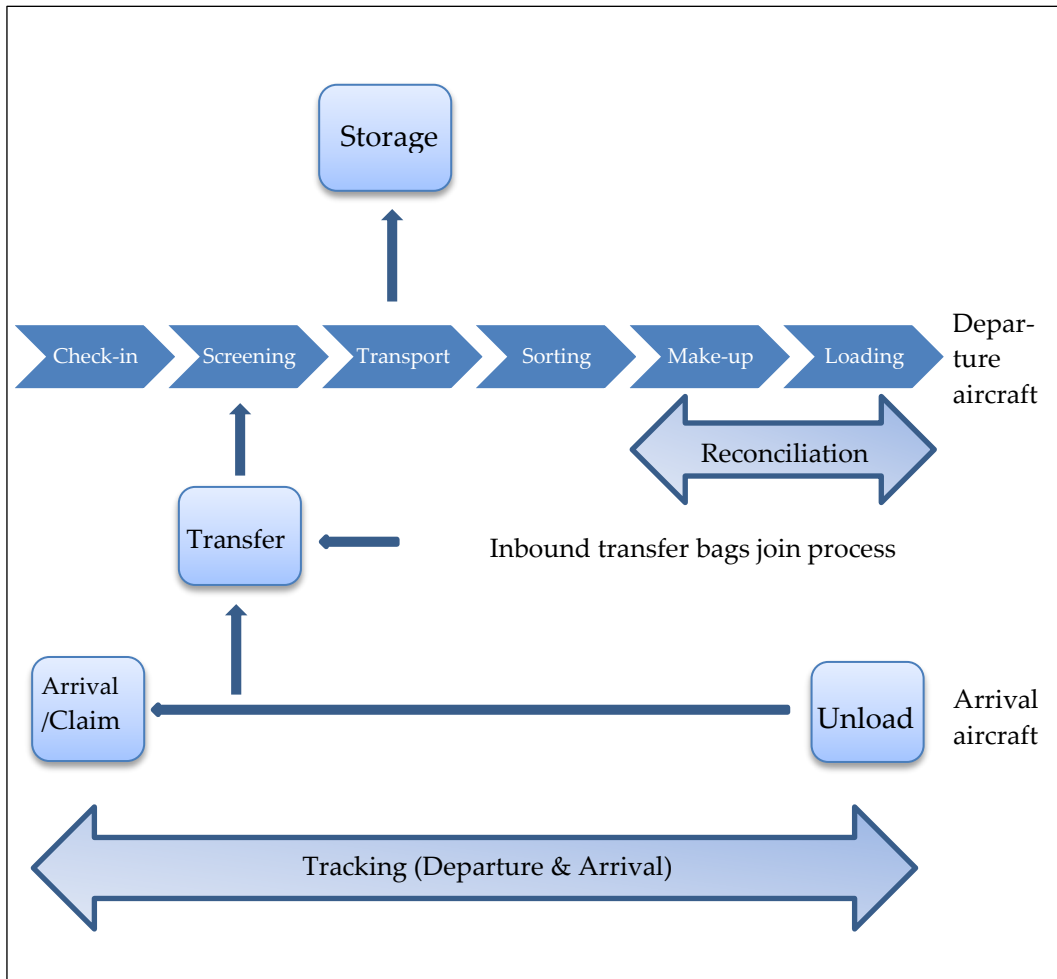 Storage
Check-in
Screening
Transport
Sorting
Make-up
Loading
Depar-
ture
aircraft
Reconciliation
Transfer
Inbound transfer bags join process
Arrival
/Claim
Unload
Arrival
aircraft
Tracking (Departure & Arrival)